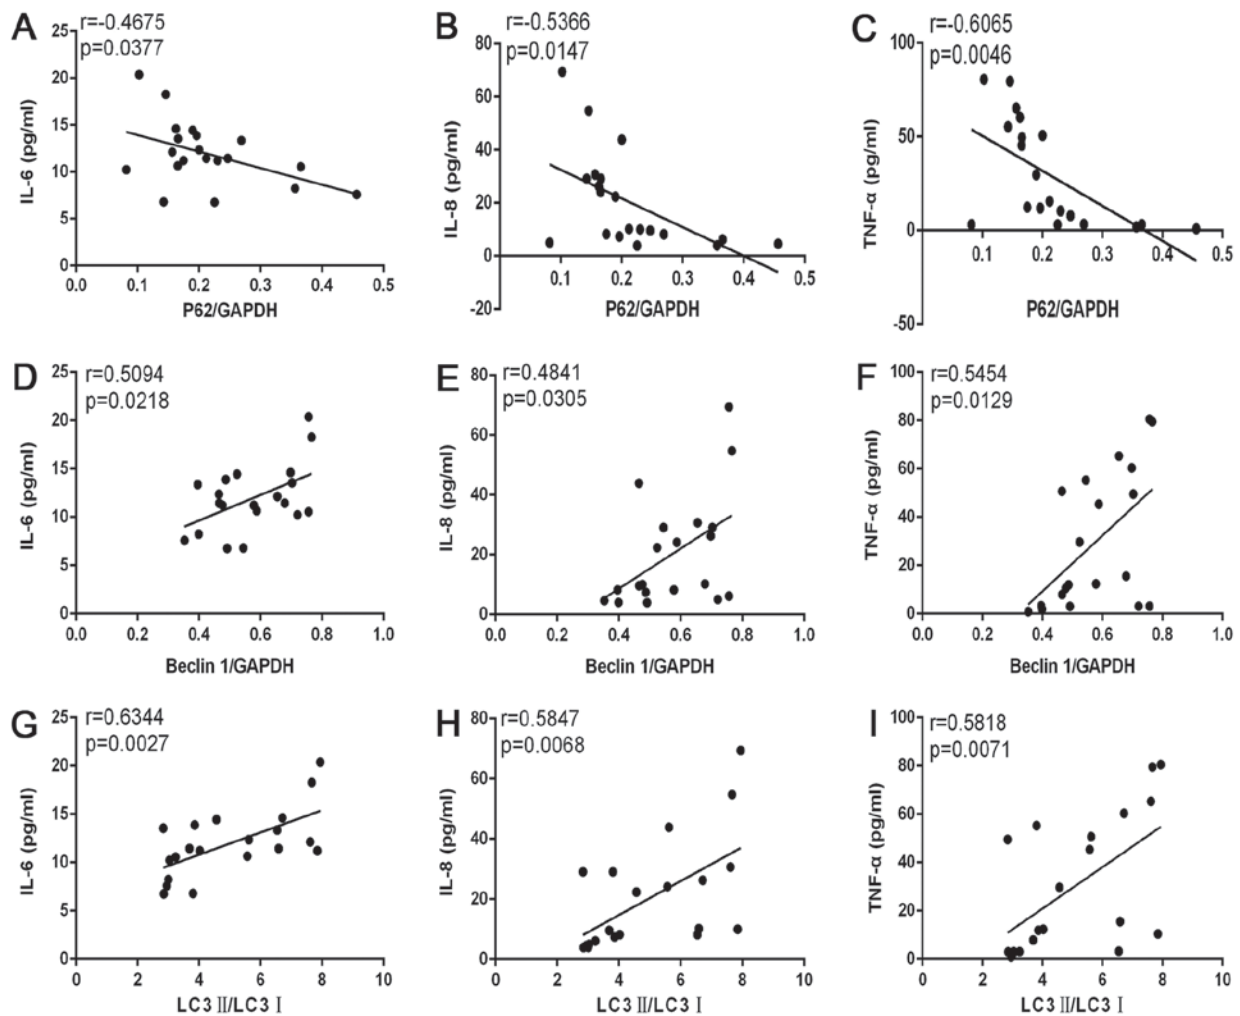 A
r=-0.4675
p=0.0377
IL-6 (pg/ml)
25
20
15
10
5
0
0.0 0.1 0.2 0.3 0.4 0.5
P62/GAPDH
B
r=-0.5366
p=0.0147
IL-8 (pg/ml)
80
60
40
20
0
-20
0.1 0.2 0.3 0.4 0.5
P62/GAPDH
C
r=-0.6065
p=0.0046
TNF-α (pg/ml)
100
50
0
-50
0.1 0.2 0.3 0.4 0.5
P62/GAPDH
D
r=0.5094
p=0.0218
IL-6 (pg/ml)
25
20
15
10
5
0
0.0 0.2 0.4 0.6 0.8 1.0
Beclin 1/GAPDH
E
r=0.4841
p=0.0305
IL-8 (pg/ml)
80
60
40
20
0
0.0 0.2 0.4 0.6 0.8 1.0
Beclin 1/GAPDH
F
r=0.5454
p=0.0129
TNF-α (pg/ml)
100
80
60
40
20
0
0.0 0.2 0.4 0.6 0.8 1.0
Beclin 1/GAPDH
G
r=0.6344
p=0.0027
IL-6 (pg/ml)
25
20
15
10
5
0
0 2 4 6 8 10
LC3 Ⅱ/LC3 Ⅰ
H
r=0.5847
p=0.0068
IL-8 (pg/ml)
80
60
40
20
0
0 2 4 6 8 10
LC3 Ⅱ/LC3 Ⅰ
I
r=0.5818
p=0.0071
TNF-α (pg/ml)
100
80
60
40
20
0
0 2 4 6 8 10
LC3 Ⅱ/LC3 Ⅰ